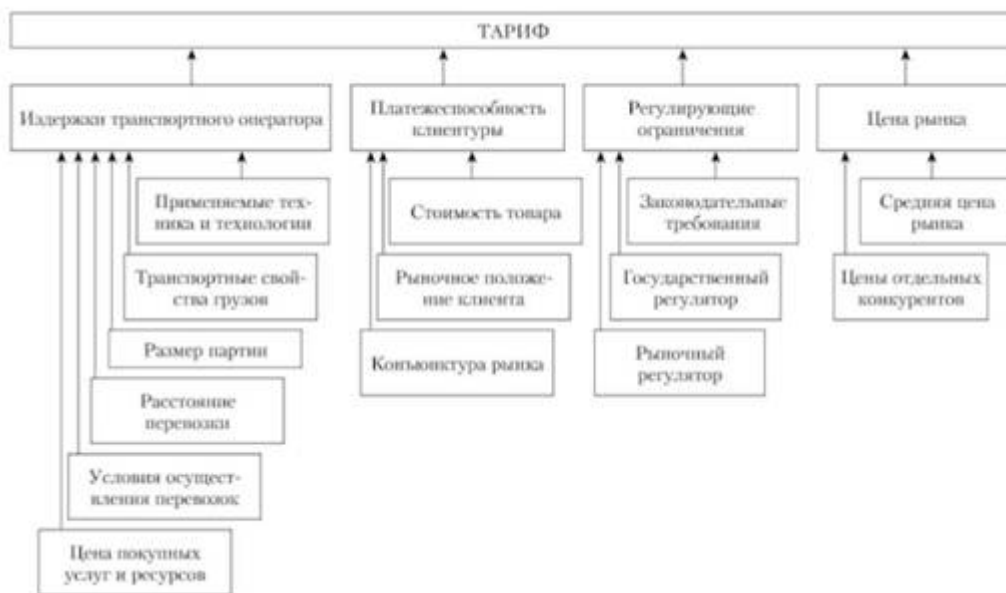 ТАРИФ
Издержки транспортного оператора
Платежеспособность
клиентуры
Регулирующие
ограничения
Цена рынка
Применяемые тех-
ника и технологии
Стоимость товара
Законодательные
требования
Средняя цена
рынка
Транспортные свой-
ства грузов
Рыночное положе-
ние клиента
Государственный
регулятор
Цены отдельных
конкурентов
Размер партии
Конъюнктура рынка
Рыночный
регулятор
Расстояние
перевозки
Условия осущест-
вления перевозок
Цена покупных
услуг и ресурсов